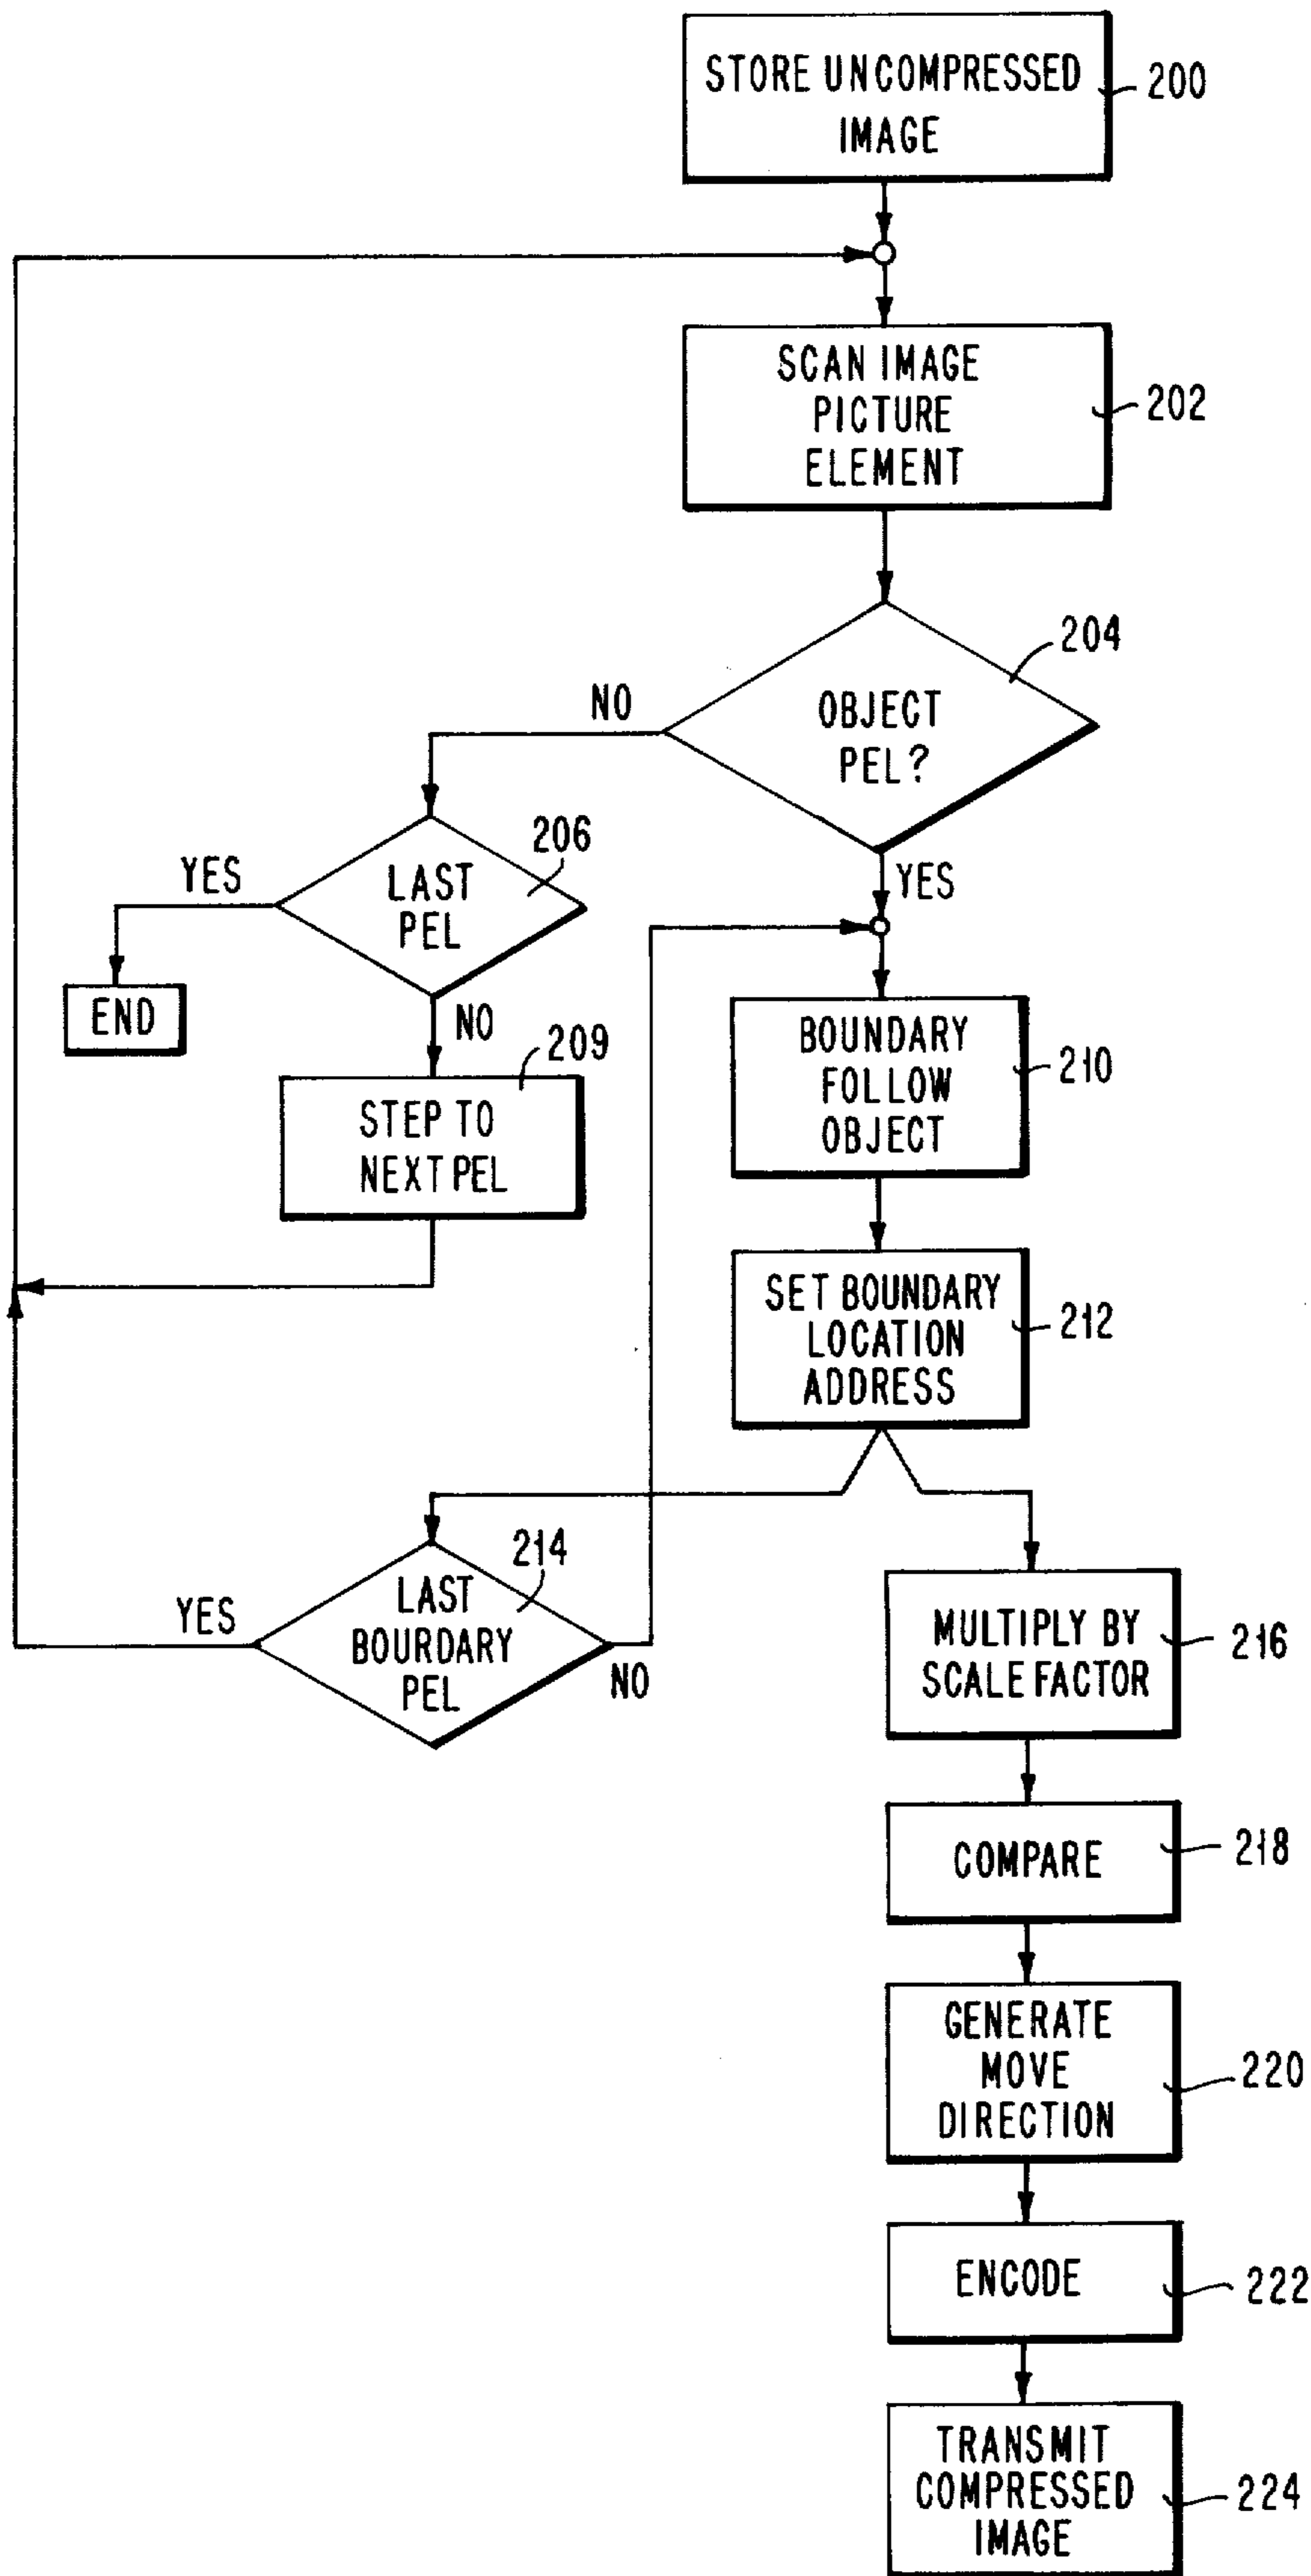 STORE UNCOMPRESSED
IMAGE
200
SCAN IMAGE
PICTURE
ELEMENT
202
204
OBJECT
PEL?
NO
YES
206
LAST
PEL
YES
END
NO
209
STEP TO
NEXT PEL
BOUNDARY
FOLLOW
OBJECT
210
SET BOUNDARY
LOCATION
ADDRESS
212
214
LAST
BOURDARY
PEL
YES
NO
MULTIPLY BY
SCALE FACTOR
216
COMPARE
218
GENERATE
MOVE
DIRECTION
220
ENCODE
222
TRANSMIT
COMPRESSED
IMAGE
224